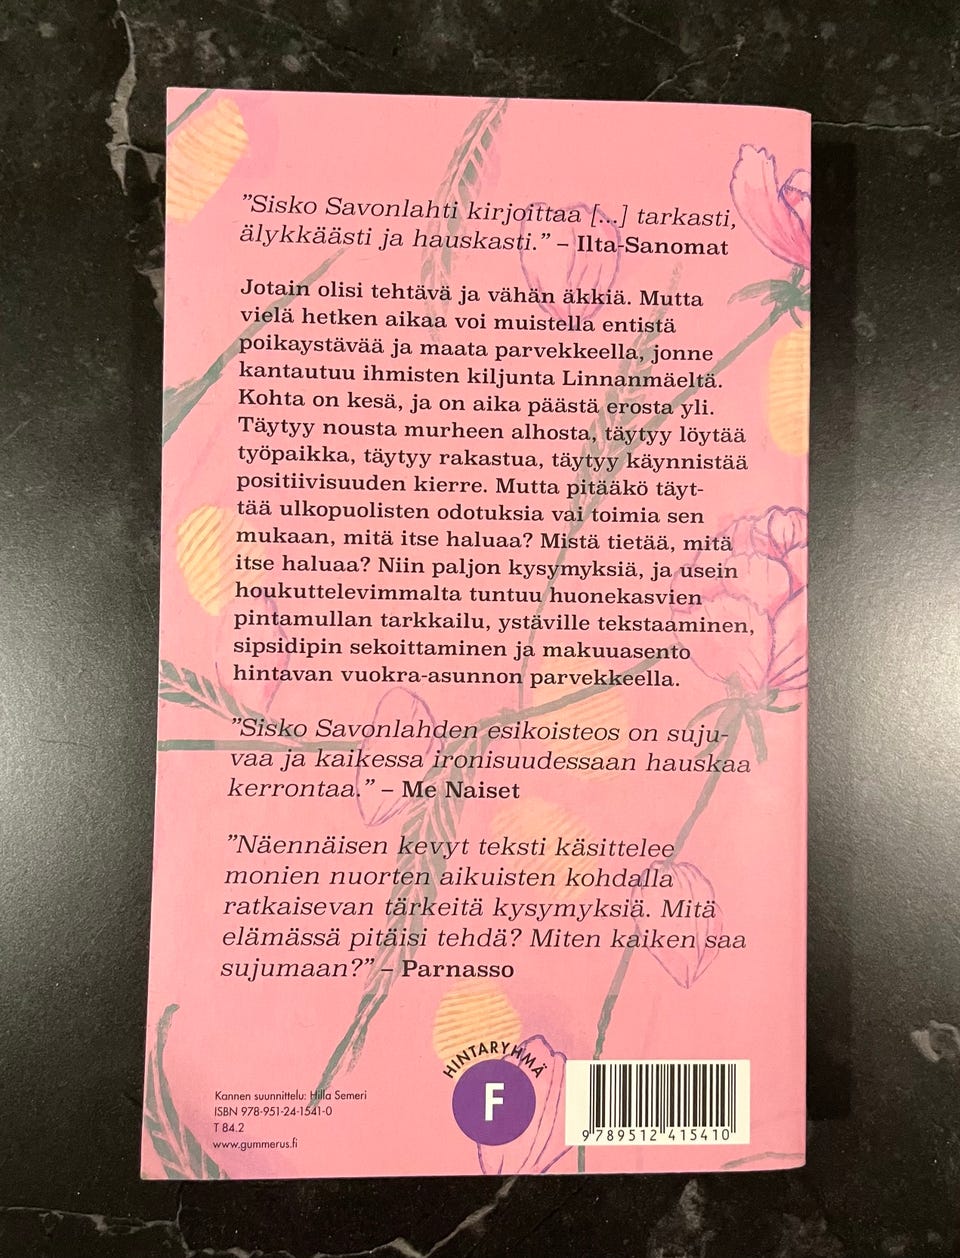 ”Sisko Savonlahti kirjoittaa [...] tarkasti,
älykkäästi ja hauskasti.” – Ilta-Sanomat
Jotain olisi tehtävä ja vähän äkkiä. Mutta
vielä hetken aikaa voi muistella entistä
poikaystävää ja maata parvekkeella, jonne
kantautuu ihmisten kiljunta Linnanmäeltä.
Kohta on kesä, ja on aika päästä erosta yli.
Täytyy nousta murheen alhosta, täytyy löytää
työpaikka, täytyy rakastua, täytyy käynnistää
positiivisuuden kierre. Mutta pitääkö täyt-
tää ulkopuolisten odotuksia vai toimia sen
mukaan, mitä itse haluaa? Mistä tietää, mitä
itse haluaa? Niin paljon kysymyksiä, ja usein
houkuttelevimmalta tuntuu huonekasvien
pintamullan tarkkailu, ystäville tekstaaminen,
sipsidipin sekoittaminen ja makuuasento
hintavan vuokra-asunnon parvekkeella.
”Sisko Savonlahden esikoisteos on suju-
vaa ja kaikessa ironisuudessaan hauskaa
kerrontaa.” – Me Naiset
”Näennäisen kevyt teksti käsittelee
monien nuorten aikuisten kohdalla
ratkaisevan tärkeitä kysymyksiä. Mitä
elämässä pitäisi tehdä? Miten kaiken saa
sujumaan?” – Parnasso
HINTARYHMÄ
F
Kannen suunnittelu: Hilla Semeri
ISBN 978-951-24-1541-0
T 84.2
www.gummerus.fi
9 789512 415410